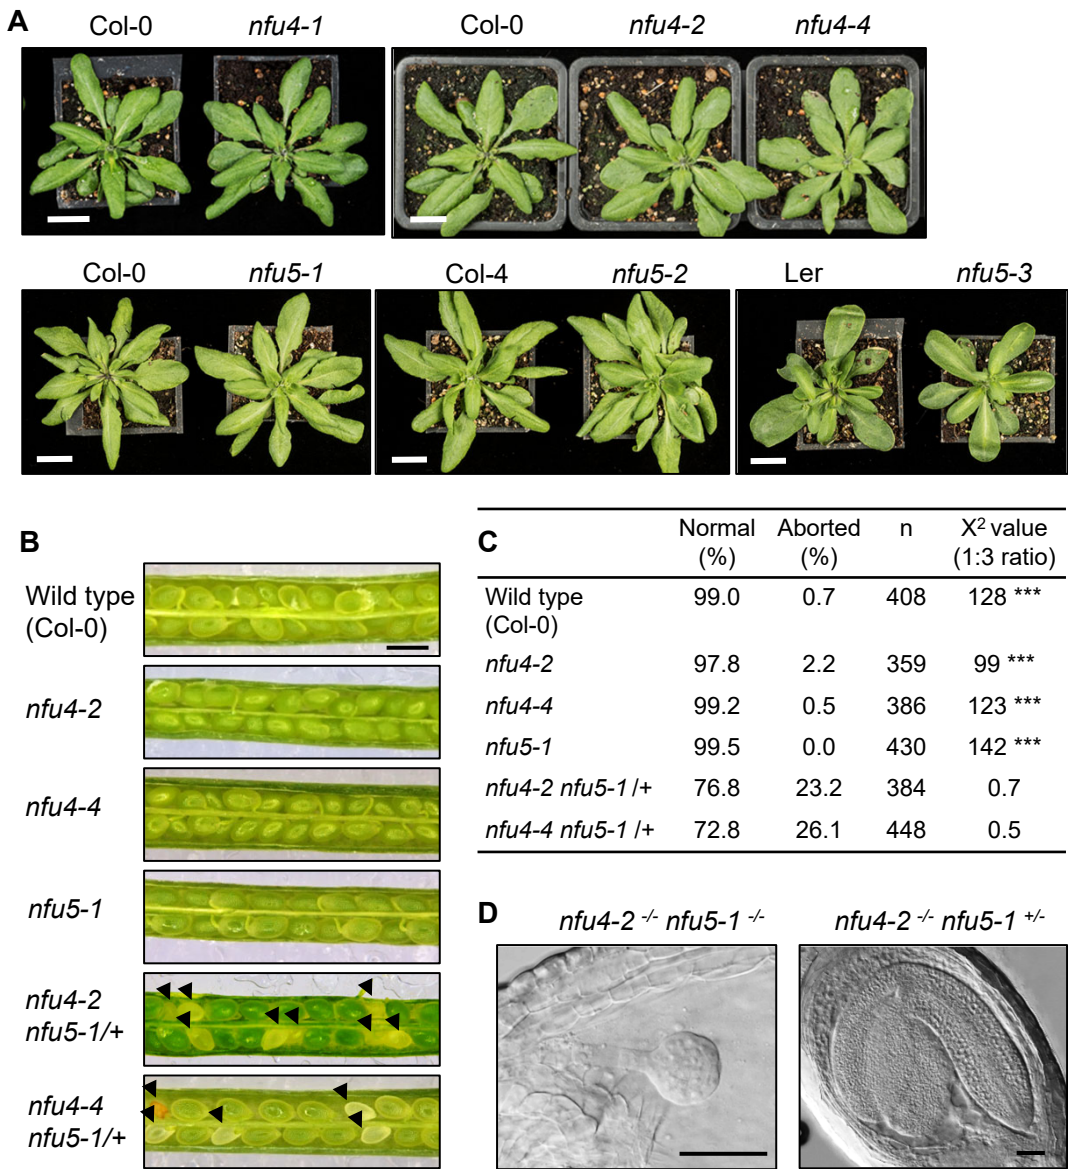 A
Col-0 nfu4-1 Col-0 nfu4-2 nfu4-4
Col-0 nfu5-1 Col-4 nfu5-2 Ler nfu5-3
B
Wild type
(Col-0)
nfu4-2
nfu4-4
nfu5-1
nfu4-2
nfu5-1/+
nfu4-4
nfu5-1/+
C
Normal Aborted n X² value
(%) (%) (1:3 ratio)
Wild type 99.0 0.7 408 128 ***
(Col-0)
nfu4-2 97.8 2.2 359 99 ***
nfu4-4 99.2 0.5 386 123 ***
nfu5-1 99.5 0.0 430 142 ***
nfu4-2 nfu5-1 /+ 76.8 23.2 384 0.7
nfu4-4 nfu5-1 /+ 72.8 26.1 448 0.5
D
nfu4-2 -/- nfu5-1 -/- nfu4-2 -/- nfu5-1 +/-